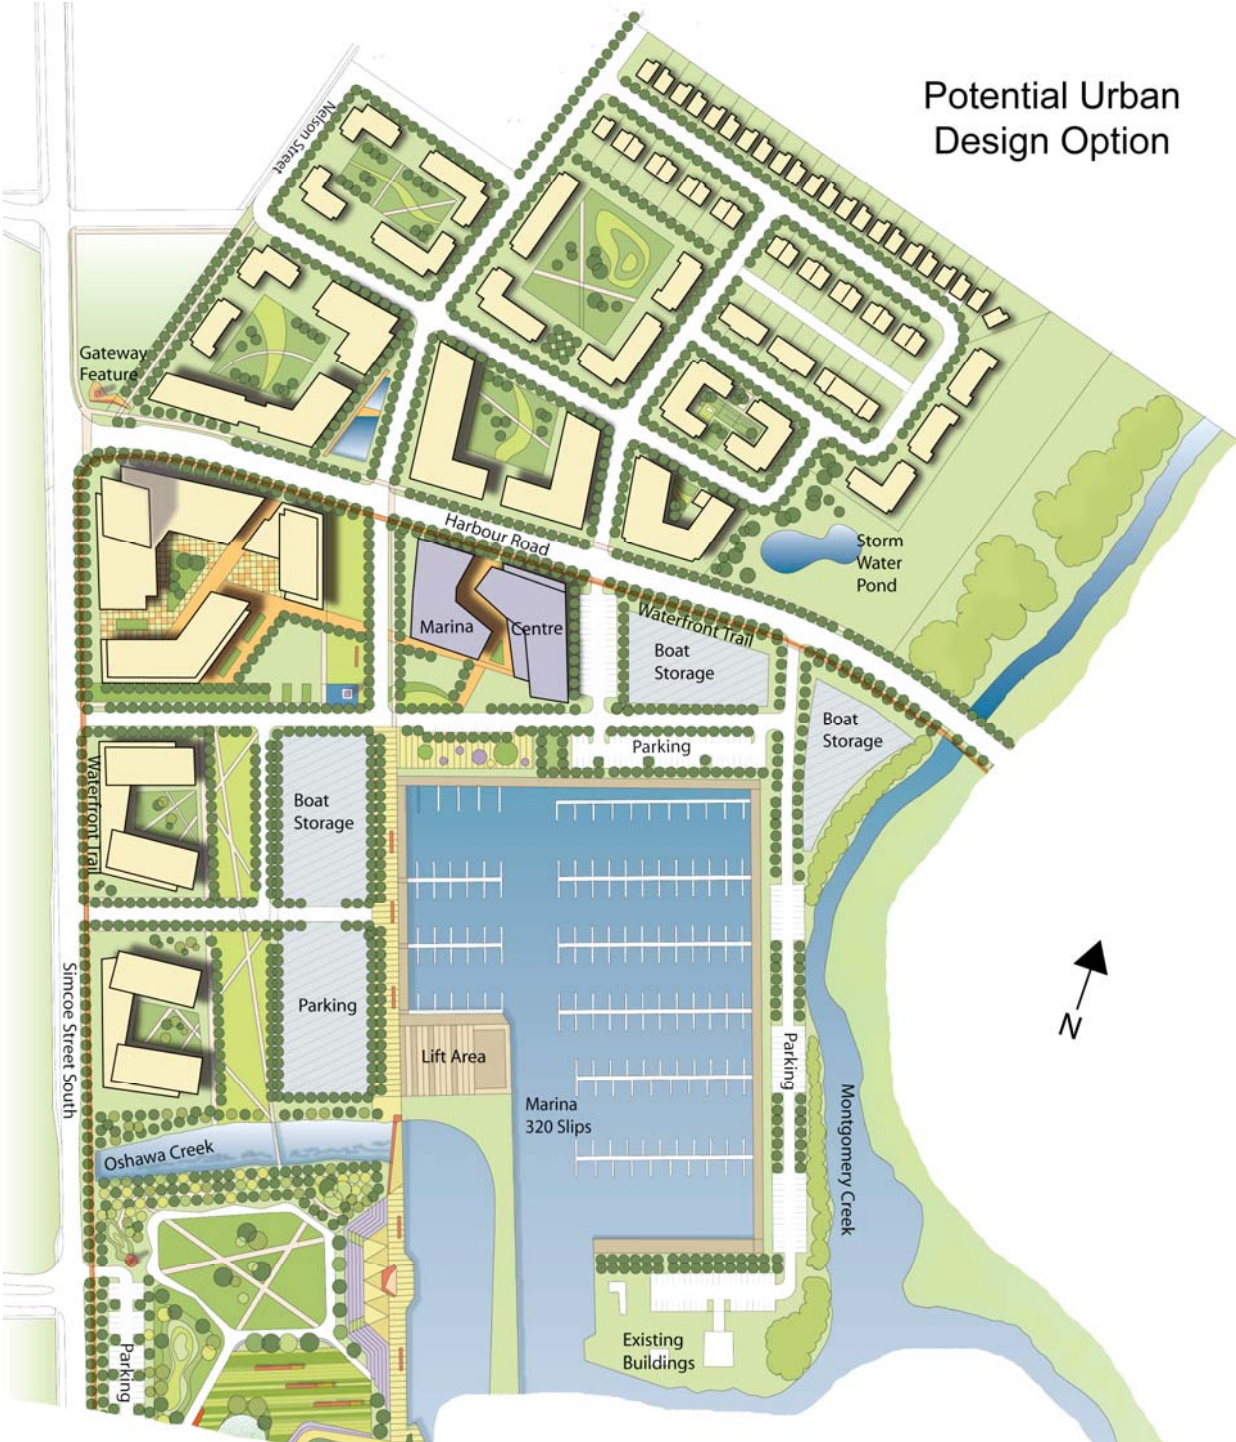 Potential Urban
Design Option
Nelson Street
Gateway
Feature
Harbour Road
Storm
Water
Pond
Marina
Centre
Waterfront Trail
Boat
Storage
Boat
Storage
Parking
Waterfront Trail
Boat
Storage
Parking
Simcoe Street South
Lift Area
Marina
320 Slips
Parking
Montgomery Creek
N
Oshawa Creek
Parking
Existing
Buildings